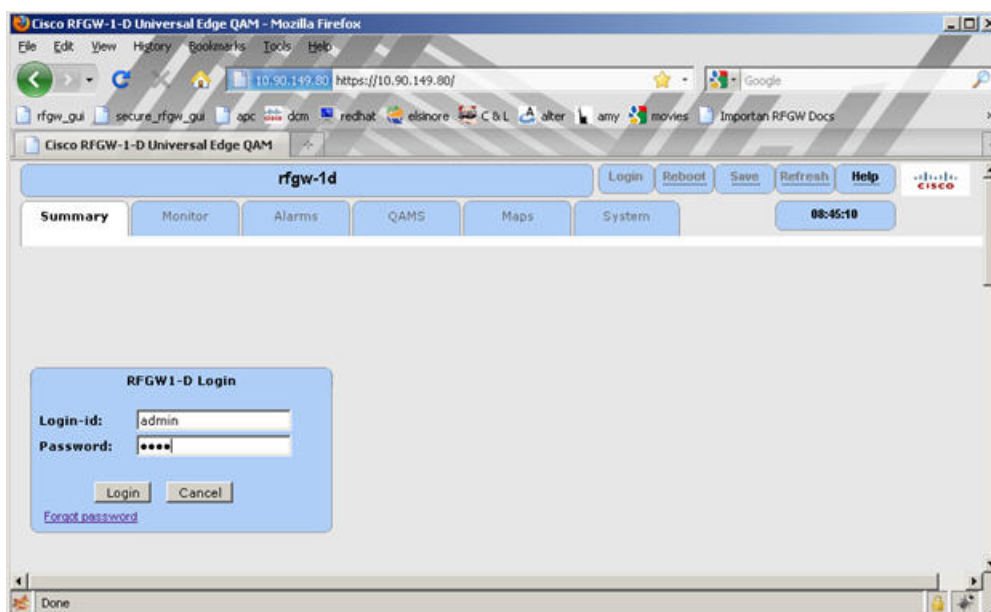 Cisco RFGW-1-D Universal Edge QAM - Mozilla Firefox
File Edit View History Bookmarks Tools Help
10.90.149.80 https://10.90.149.80/ Google
rfgw_gui secure_rfgw_gui apc dcm redhat elsinore C & L alter amy movies Importan RFGW Docs
Cisco RFGW-1-D Universal Edge QAM
rfgw-1d Login Reboot Save Refresh Help CISCO
Summary Monitor Alarms QAMS Maps System 08:45:10
RFGW1-D Login
Login-id: admin
Password: ••••
Login Cancel
Forgot password
Done